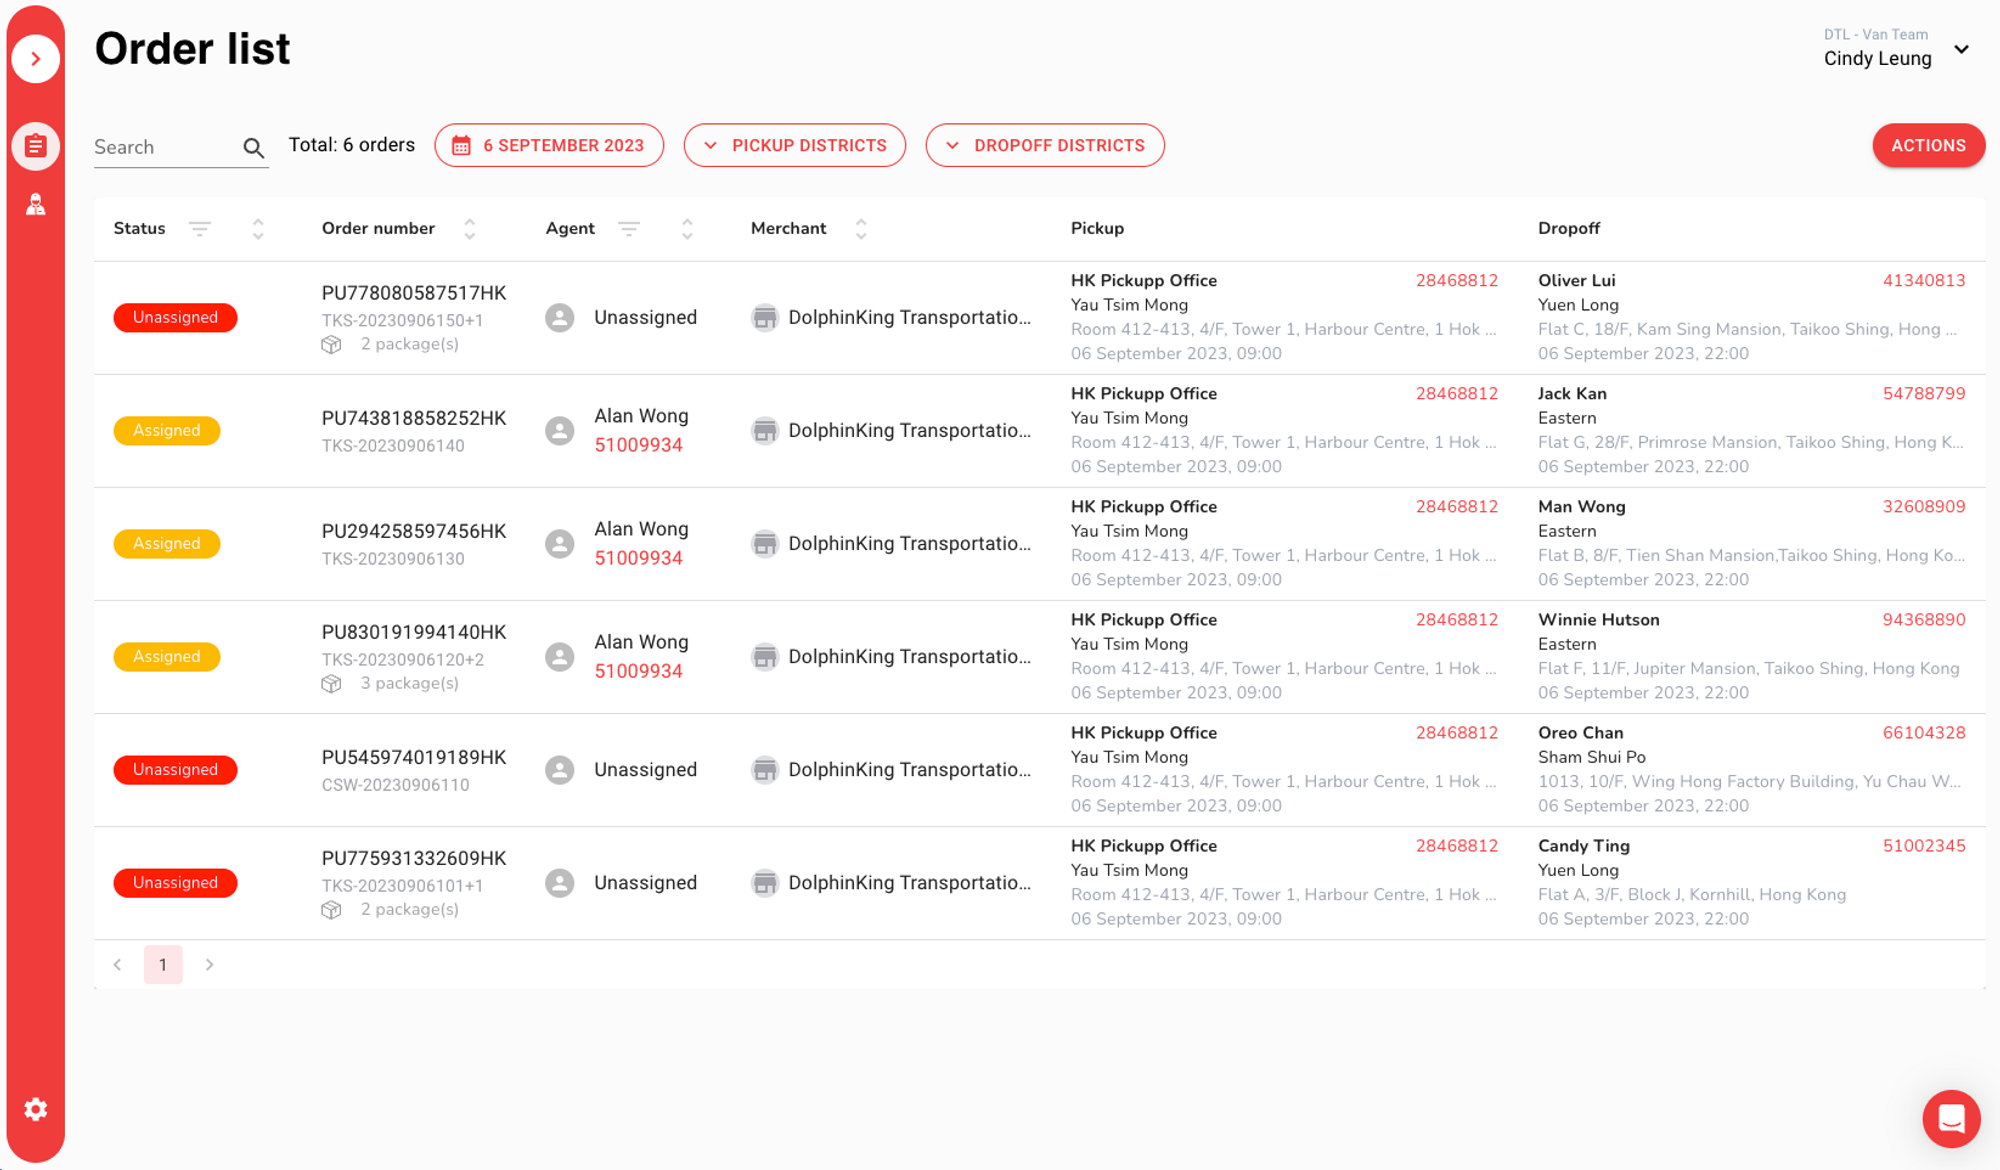 Order list
DTL - Van Team
Cindy Leung
Search
Total: 6 orders
6 SEPTEMBER 2023
PICKUP DISTRICTS
DROPOFF DISTRICTS
ACTIONS
Status
Order number
Agent
Merchant
Pickup
Dropoff
Unassigned
PU778080587517HK
TKS-20230906150+1
2 package(s)
Unassigned
DolphinKing Transportatio...
HK Pickupp Office
28468812
Yau Tsim Mong
Room 412-413, 4/F, Tower 1, Harbour Centre, 1 Hok ...
06 September 2023, 09:00
Oliver Lui
41340813
Yuen Long
Flat C, 18/F, Kam Sing Mansion, Taikoo Shing, Hong ...
06 September 2023, 22:00
Assigned
PU743818858252HK
TKS-20230906140
Alan Wong
51009934
DolphinKing Transportatio...
HK Pickupp Office
28468812
Yau Tsim Mong
Room 412-413, 4/F, Tower 1, Harbour Centre, 1 Hok ...
06 September 2023, 09:00
Jack Kan
54788799
Eastern
Flat G, 28/F, Primrose Mansion, Taikoo Shing, Hong K...
06 September 2023, 22:00
Assigned
PU294258597456HK
TKS-20230906130
Alan Wong
51009934
DolphinKing Transportatio...
HK Pickupp Office
28468812
Yau Tsim Mong
Room 412-413, 4/F, Tower 1, Harbour Centre, 1 Hok ...
06 September 2023, 09:00
Man Wong
32608909
Eastern
Flat B, 8/F, Tien Shan Mansion,Taikoo Shing, Hong Ko...
06 September 2023, 22:00
Assigned
PU830191994140HK
TKS-20230906120+2
3 package(s)
Alan Wong
51009934
DolphinKing Transportatio...
HK Pickupp Office
28468812
Yau Tsim Mong
Room 412-413, 4/F, Tower 1, Harbour Centre, 1 Hok ...
06 September 2023, 09:00
Winnie Hutson
94368890
Eastern
Flat F, 11/F, Jupiter Mansion, Taikoo Shing, Hong Kong
06 September 2023, 22:00
Unassigned
PU545974019189HK
CSW-20230906110
Unassigned
DolphinKing Transportatio...
HK Pickupp Office
28468812
Yau Tsim Mong
Room 412-413, 4/F, Tower 1, Harbour Centre, 1 Hok ...
06 September 2023, 09:00
Oreo Chan
66104328
Sham Shui Po
1013, 10/F, Wing Hong Factory Building, Yu Chau W...
06 September 2023, 22:00
Unassigned
PU775931332609HK
TKS-20230906101+1
2 package(s)
Unassigned
DolphinKing Transportatio...
HK Pickupp Office
28468812
Yau Tsim Mong
Room 412-413, 4/F, Tower 1, Harbour Centre, 1 Hok ...
06 September 2023, 09:00
Candy Ting
51002345
Yuen Long
Flat A, 3/F, Block J, Kornhill, Hong Kong
06 September 2023, 22:00
1